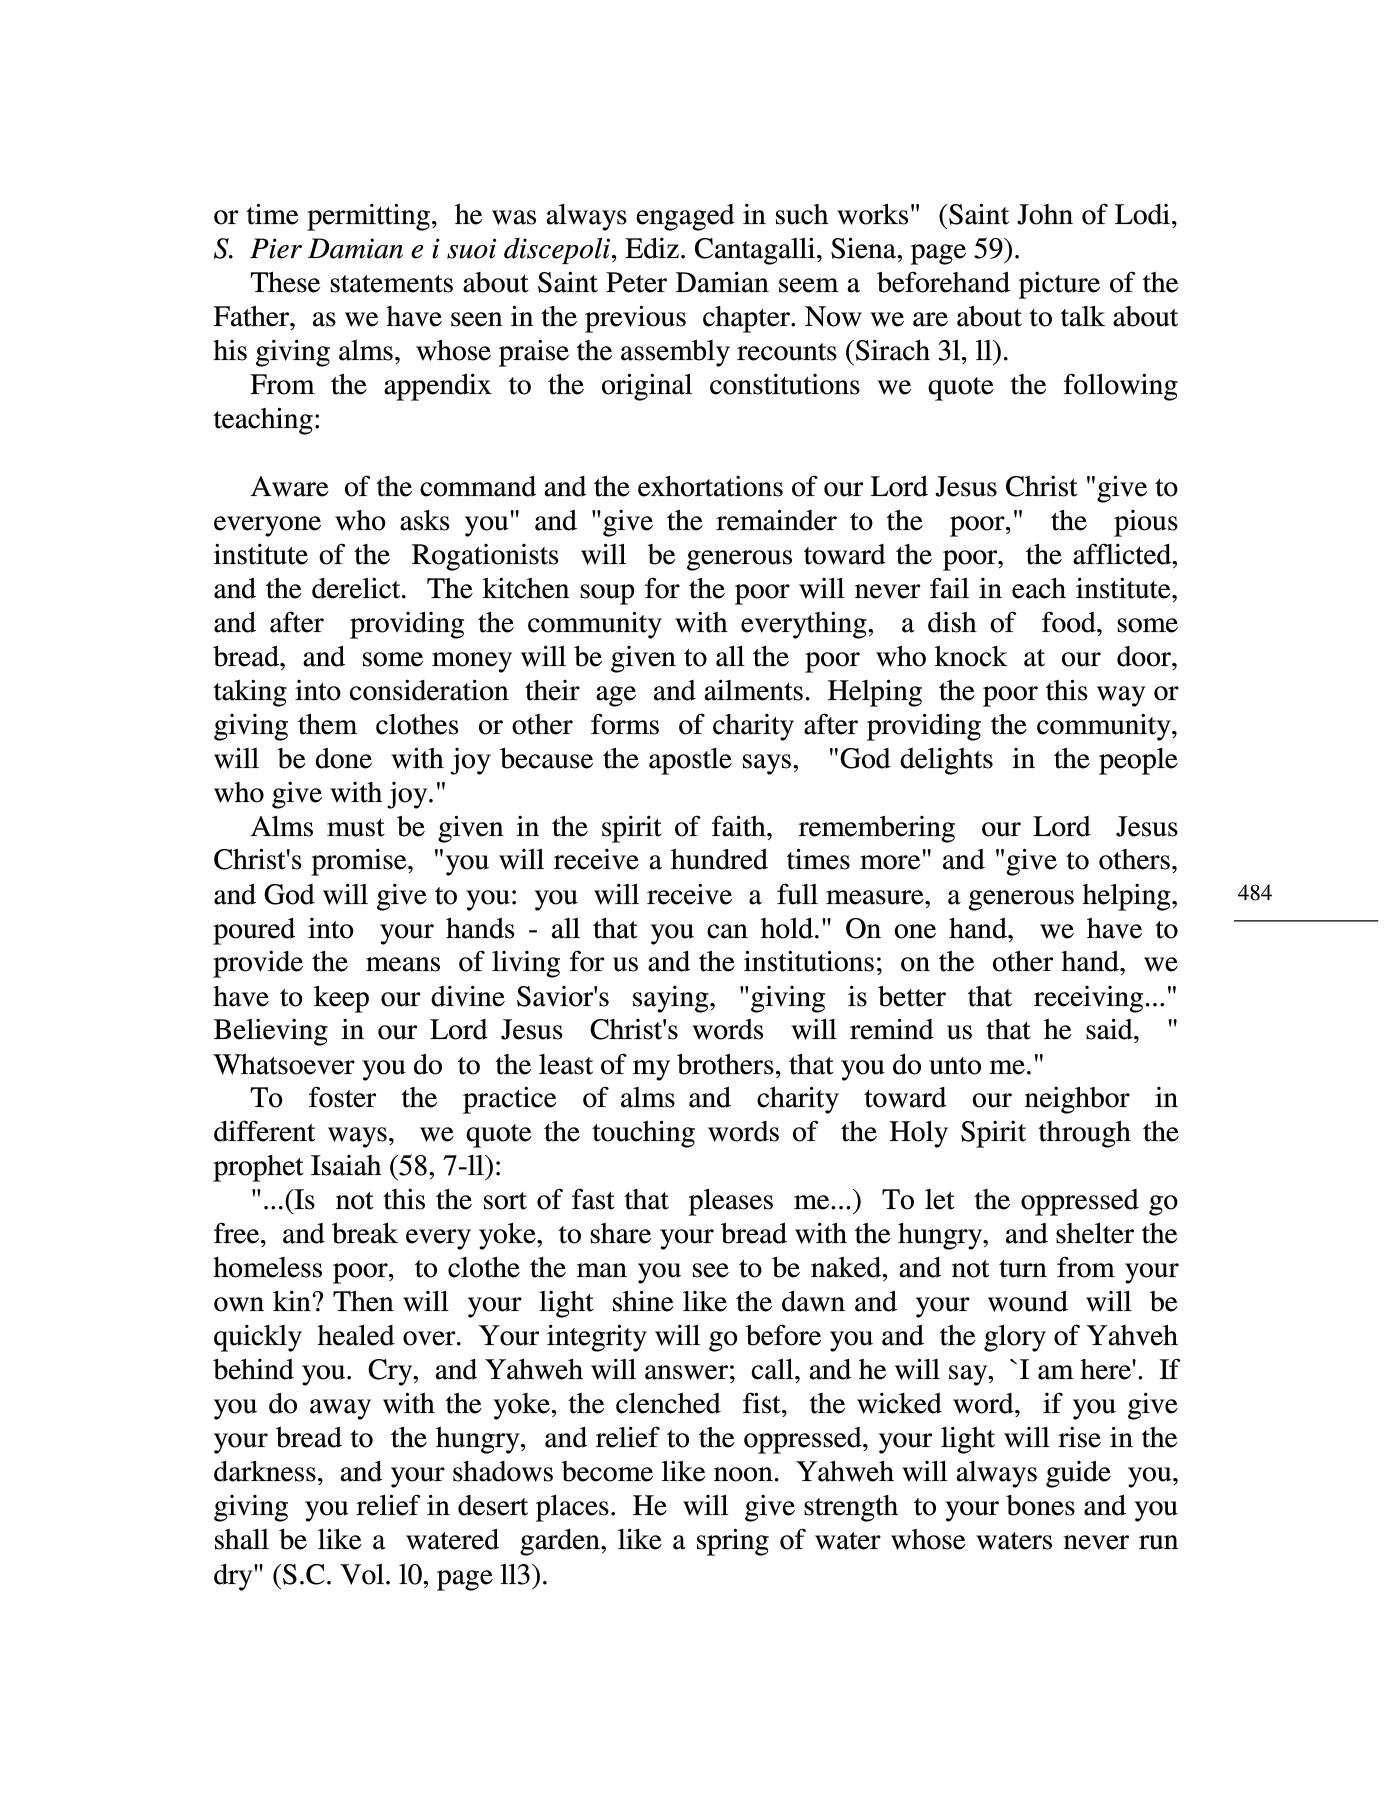 or time permitting, he was always engaged in such works" (Saint John of Lodi,
S. Pier Damian e i suoi discepoli, Ediz. Cantagalli, Siena, page 59).
These statements about Saint Peter Damian seem a beforehand picture of the
Father, as we have seen in the previous chapter. Now we are about to talk about
his giving alms, whose praise the assembly recounts (Sirach 3l, ll).
From the appendix to the original constitutions we quote the following
teaching:
Aware of the command and the exhortations of our Lord Jesus Christ "give to
everyone who asks you" and "give the remainder to the poor," the pious
institute of the Rogationists will be generous toward the poor, the afflicted,
and the derelict. The kitchen soup for the poor will never fail in each institute,
and after providing the community with everything, a dish of food, some
bread, and some money will be given to all the poor who knock at our door,
taking into consideration their age and ailments. Helping the poor this way or
giving them clothes or other forms of charity after providing the community,
will be done with joy because the apostle says, "God delights in the people
who give with joy."
Alms must be given in the spirit of faith, remembering our Lord Jesus
Christ's promise, "you will receive a hundred times more" and "give to others,
and God will give to you: you will receive a full measure, a generous helping,
poured into your hands - all that you can hold." On one hand, we have to
provide the means of living for us and the institutions; on the other hand, we
have to keep our divine Savior's saying, "giving is better that receiving..."
Believing in our Lord Jesus Christ's words will remind us that he said, "
Whatsoever you do to the least of my brothers, that you do unto me."
To foster the practice of alms and charity toward our neighbor in
different ways, we quote the touching words of the Holy Spirit through the
prophet Isaiah (58, 7-ll):
"...(Is not this the sort of fast that pleases me...) To let the oppressed go
free, and break every yoke, to share your bread with the hungry, and shelter the
homeless poor, to clothe the man you see to be naked, and not turn from your
own kin? Then will your light shine like the dawn and your wound will be
quickly healed over. Your integrity will go before you and the glory of Yahveh
behind you. Cry, and Yahweh will answer; call, and he will say, `I am here'. If
you do away with the yoke, the clenched fist, the wicked word, if you give
your bread to the hungry, and relief to the oppressed, your light will rise in the
darkness, and your shadows become like noon. Yahweh will always guide you,
giving you relief in desert places. He will give strength to your bones and you
shall be like a watered garden, like a spring of water whose waters never run
dry" (S.C. Vol. l0, page ll3).
484